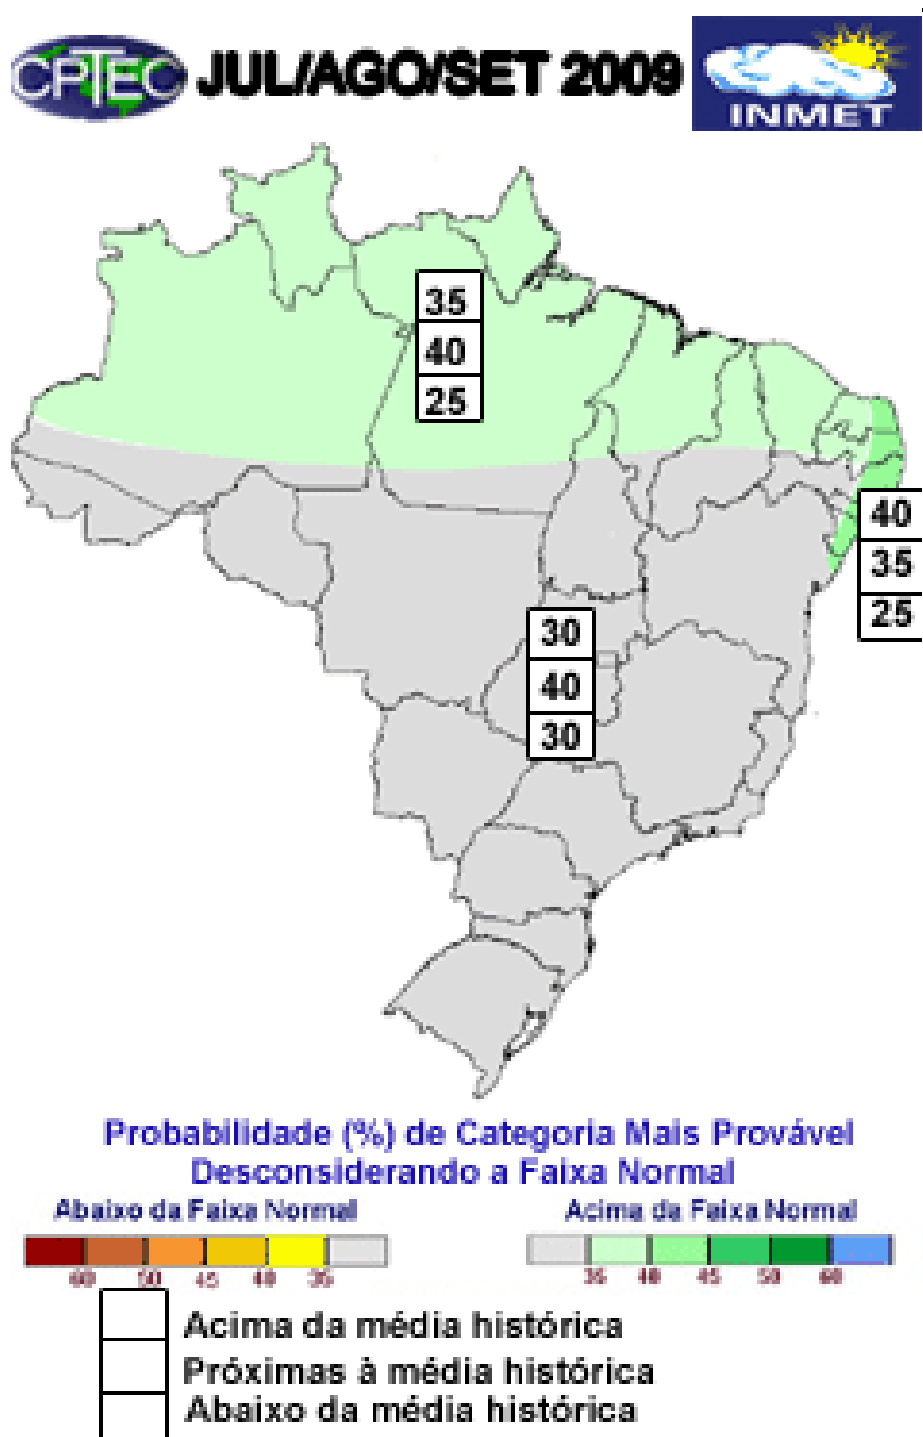 CPTEC JUL/AGO/SET 2009 INMET
35
40
25
40
35
25
30
40
30
Probabilidade (%) de Categoria Mais Provável
Desconsiderando a Faixa Normal
Abaixo da Faixa Normal Acima da Faixa Normal
60 50 45 40 35 35 40 45 50 60
Acima da média histórica
Próximas à média histórica
Abaixo da média histórica